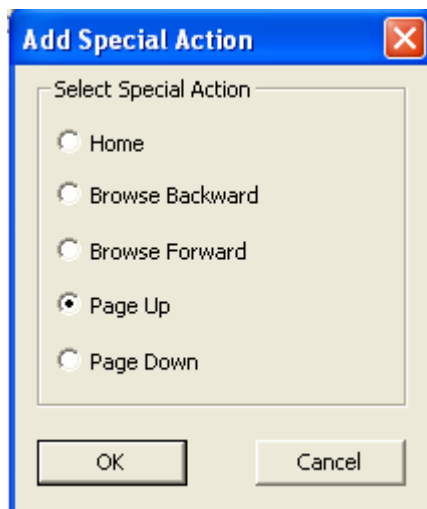 Add Special Action
Select Special Action
Home
Browse Backward
Browse Forward
Page Up
Page Down
OK Cancel